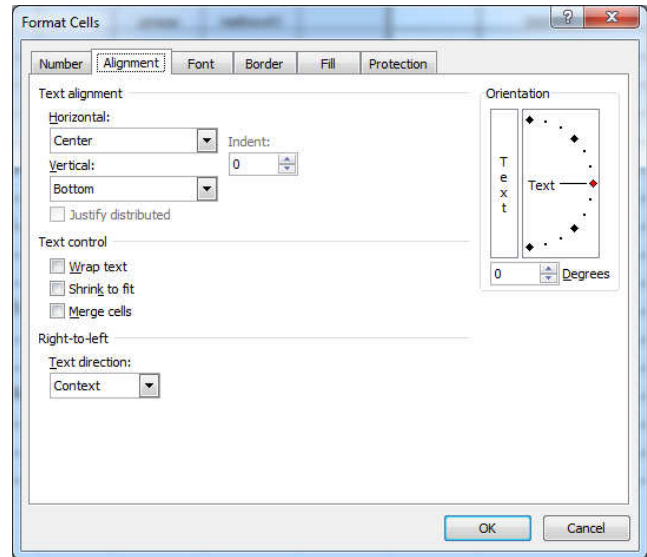 Format Cells
Number Alignment Font Border Fill Protection
Text alignment
Horizontal:
Center
Indent:
Vertical:
0
Bottom
Justify distributed
Text control
Wrap text
Shrink to fit
Merge cells
Right-to-left
Text direction:
Context
Orientation
Text
Text
0 Degrees
OK Cancel